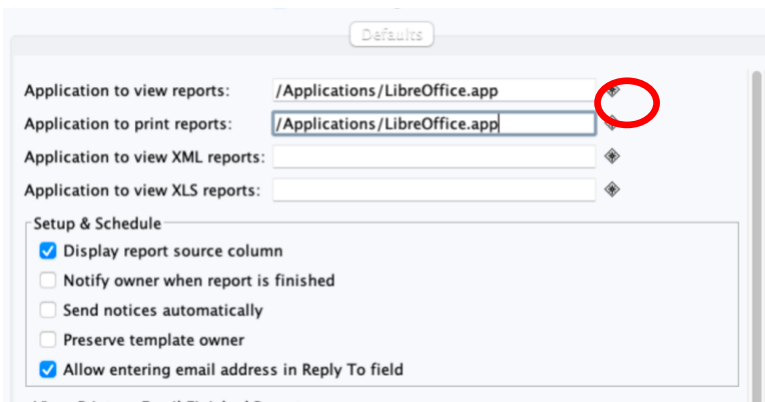 Defaults
Application to view reports: /Applications/LibreOffice.app
Application to print reports: /Applications/LibreOffice.app
Application to view XML reports:
Application to view XLS reports:
Setup & Schedule
Display report source column
Notify owner when report is finished
Send notices automatically
Preserve template owner
Allow entering email address in Reply To field